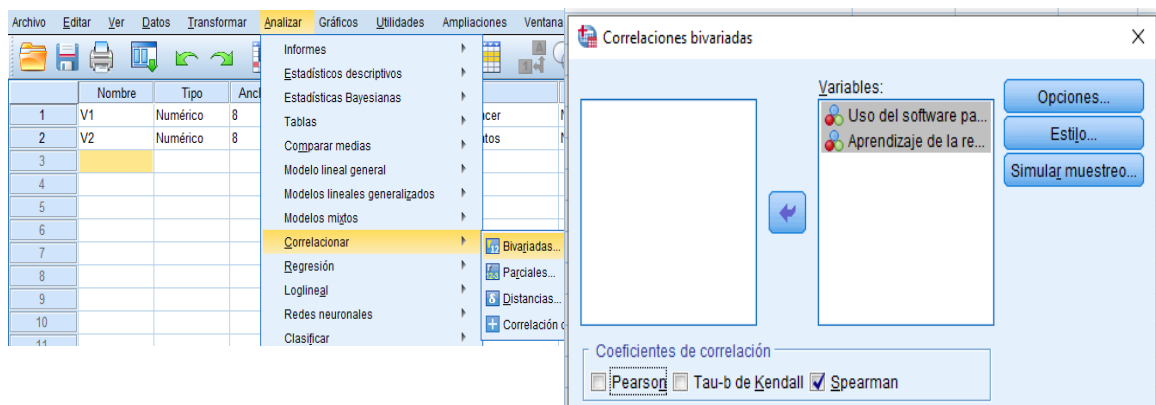 Archivo Editar Ver Datos Transformar Analizar Gráficos Utilidades Ampliaciones Ventana
Nombre Tipo
1 V1 Numérico 8
2 V2 Numérico 8
3
4
5
6
7
8
9
10
11
Informes
Estadísticos descriptivos
Estadísticas Bayesianas
Tablas
Comparar medias
Modelo lineal general
Modelos lineales generalizados
Modelos mixtos
Correlacionar
Regresión
Loglineal
Redes neuronales
Clasificar
Bivariadas...
Parciales...
Distancias...
Correlación
Correlaciones bivariadas
Variables:
Uso del software pa...
Aprendizaje de la re...
Opciones...
Estilo...
Simular muestreo...
Coeficientes de correlación
Pearson Tau-b de Kendall Spearman